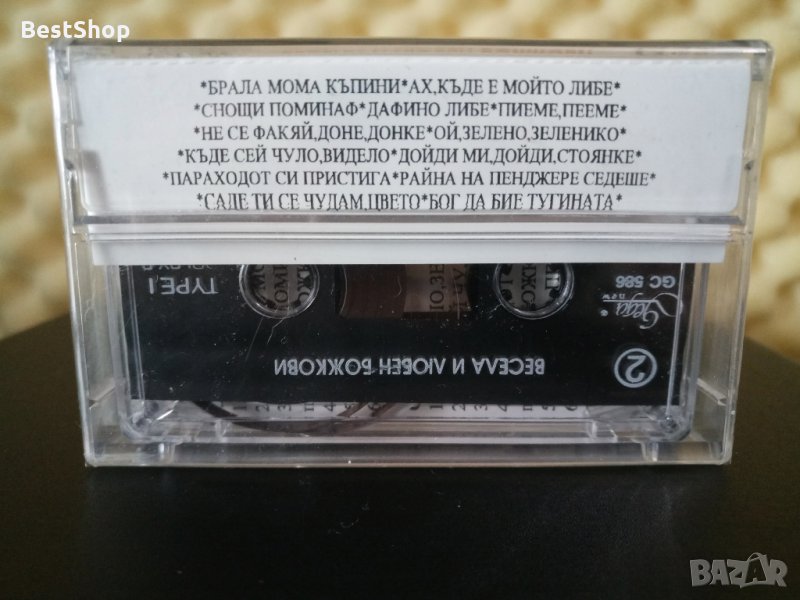 BestShop
*БРАЛА МОМА КЪПИНИ*АХ,КЪДЕ Е МОЙТО ЛИБЕ*
*СНОЩИ ПОМИНАФ*ДАФИНО ЛИБЕ*ПИЕМЕ,ПЕЕМЕ*
*НЕ СЕ ФАКЯЙ,ДОНЕ,ДОНКЕ*ОЙ,ЗЕЛЕНО,ЗЕЛЕНИКО*
*КЪДЕ СЕЙ ЧУЛО,ВИДЕЛО*ДОЙДИ МИ,ДОЙДИ,СТОЯНКЕ*
*ПАРАХОДОТ СИ ПРИСТИГА*РАЙНА НА ПЕНДЖЕРЕ СЕДЕШЕ*
*САДЕ ТИ СЕ ЧУДАМ,ЦВЕТО*БОГ ДА БИЕ ТУГИНАТА*
TYPE I
GC 586
Gega new
2
ВЕСЕЛА И ЛЮБЕН БОЖКОВИ
BAZAR